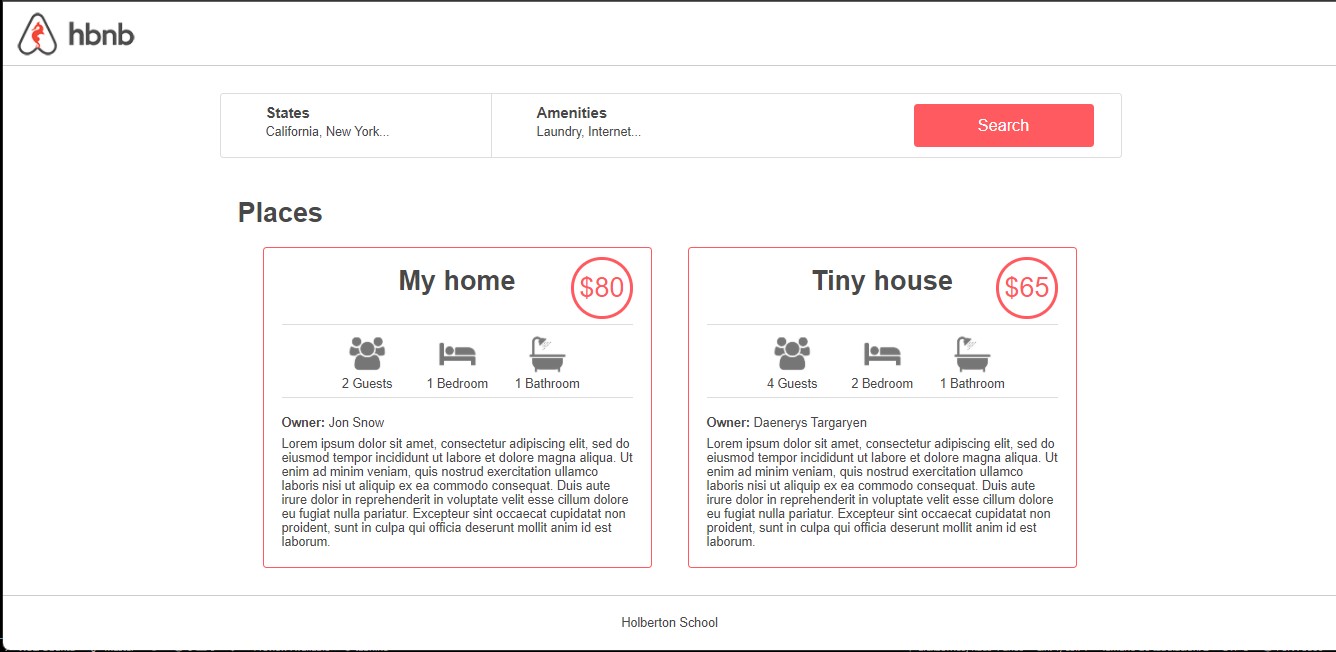 hbnb
States
California, New York...
Amenities
Laundry, Internet...
Search
Places
My home
$80
2 Guests
1 Bedroom
1 Bathroom
Owner: Jon Snow
Lorem ipsum dolor sit amet, consectetur adipiscing elit, sed do
eiusmod tempor incididunt ut labore et dolore magna aliqua. Ut
enim ad minim veniam, quis nostrud exercitation ullamco
laboris nisi ut aliquip ex ea commodo consequat. Duis aute
irure dolor in reprehenderit in voluptate velit esse cillum dolore
eu fugiat nulla pariatur. Excepteur sint occaecat cupidatat non
proident, sunt in culpa qui officia deserunt mollit anim id est
laborum.
Tiny house
$65
4 Guests
2 Bedroom
1 Bathroom
Owner: Daenerys Targaryen
Lorem ipsum dolor sit amet, consectetur adipiscing elit, sed do
eiusmod tempor incididunt ut labore et dolore magna aliqua. Ut
enim ad minim veniam, quis nostrud exercitation ullamco
laboris nisi ut aliquip ex ea commodo consequat. Duis aute
irure dolor in reprehenderit in voluptate velit esse cillum dolore
eu fugiat nulla pariatur. Excepteur sint occaecat cupidatat non
proident, sunt in culpa qui officia deserunt mollit anim id est
laborum.
Holberton School